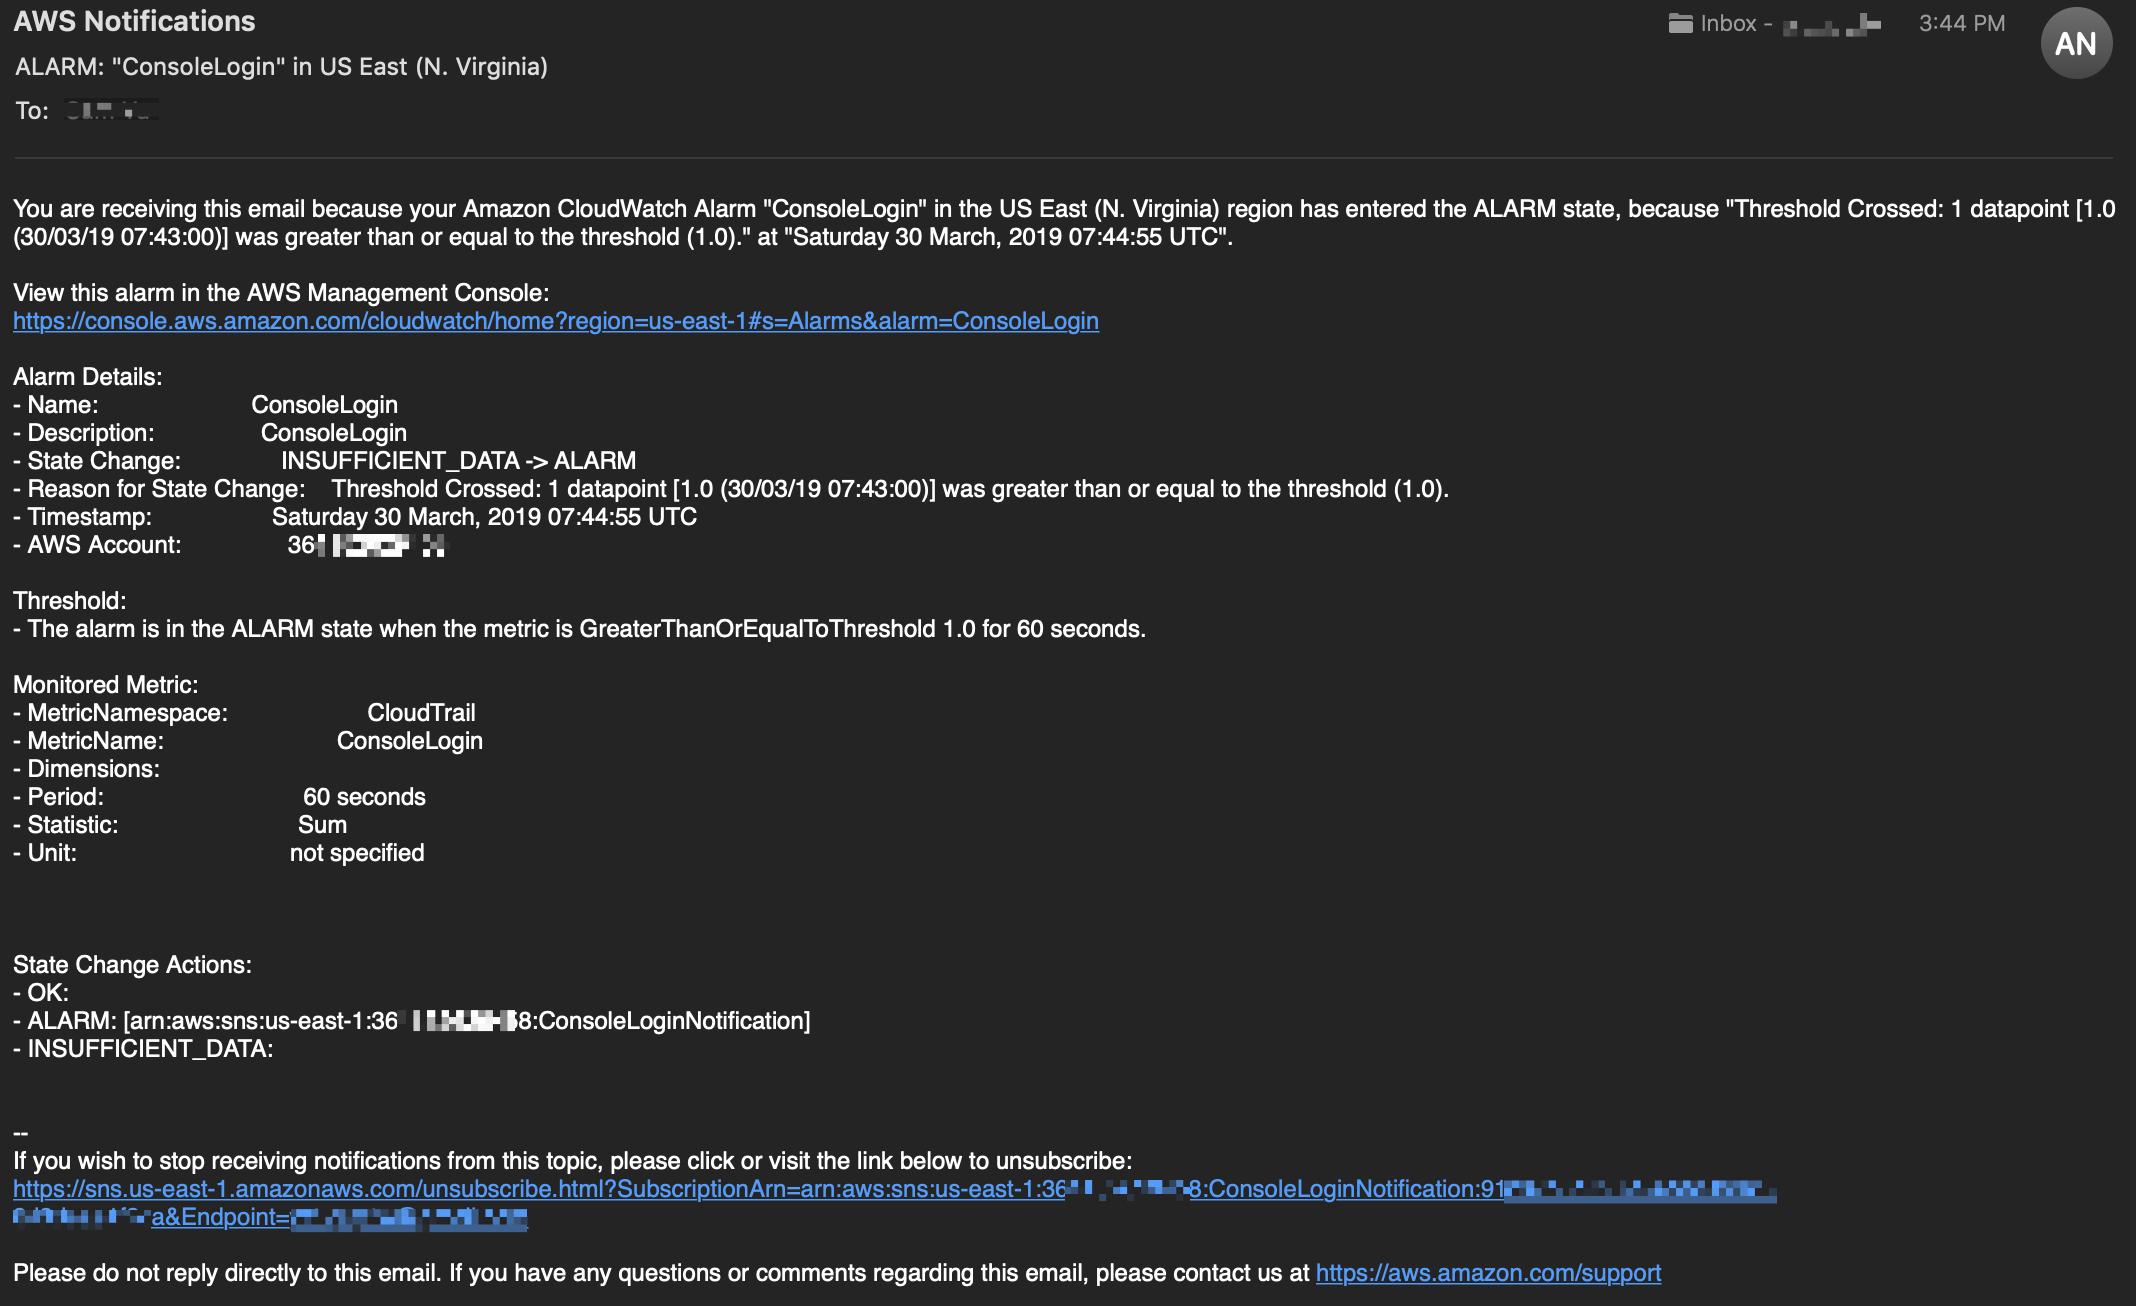 AWS Notifications
Inbox -
3:44 PM
AN
ALARM: "ConsoleLogin" in US East (N. Virginia)
To:
You are receiving this email because your Amazon CloudWatch Alarm "ConsoleLogin" in the US East (N. Virginia) region has entered the ALARM state, because "Threshold Crossed: 1 datapoint [1.0
(30/03/19 07:43:00)] was greater than or equal to the threshold (1.0)." at "Saturday 30 March, 2019 07:44:55 UTC".
View this alarm in the AWS Management Console:
https://console.aws.amazon.com/cloudwatch/home?region=us-east-1#s=Alarms&alarm=ConsoleLogin
Alarm Details:
- Name: ConsoleLogin
- Description: ConsoleLogin
- State Change: INSUFFICIENT_DATA -> ALARM
- Reason for State Change: Threshold Crossed: 1 datapoint [1.0 (30/03/19 07:43:00)] was greater than or equal to the threshold (1.0).
- Timestamp: Saturday 30 March, 2019 07:44:55 UTC
- AWS Account: 36
Threshold:
- The alarm is in the ALARM state when the metric is GreaterThanOrEqualToThreshold 1.0 for 60 seconds.
Monitored Metric:
- MetricNamespace: CloudTrail
- MetricName: ConsoleLogin
- Dimensions:
- Period: 60 seconds
- Statistic: Sum
- Unit: not specified
State Change Actions:
- OK:
- ALARM: [arn:aws:sns:us-east-1:36 8:ConsoleLoginNotification]
- INSUFFICIENT_DATA:
--
If you wish to stop receiving notifications from this topic, please click or visit the link below to unsubscribe:
https://sns.us-east-1.amazonaws.com/unsubscribe.html?SubscriptionArn=arn:aws:sns:us-east-1:36 8:ConsoleLoginNotification:91
a&Endpoint=
Please do not reply directly to this email. If you have any questions or comments regarding this email, please contact us at https://aws.amazon.com/support